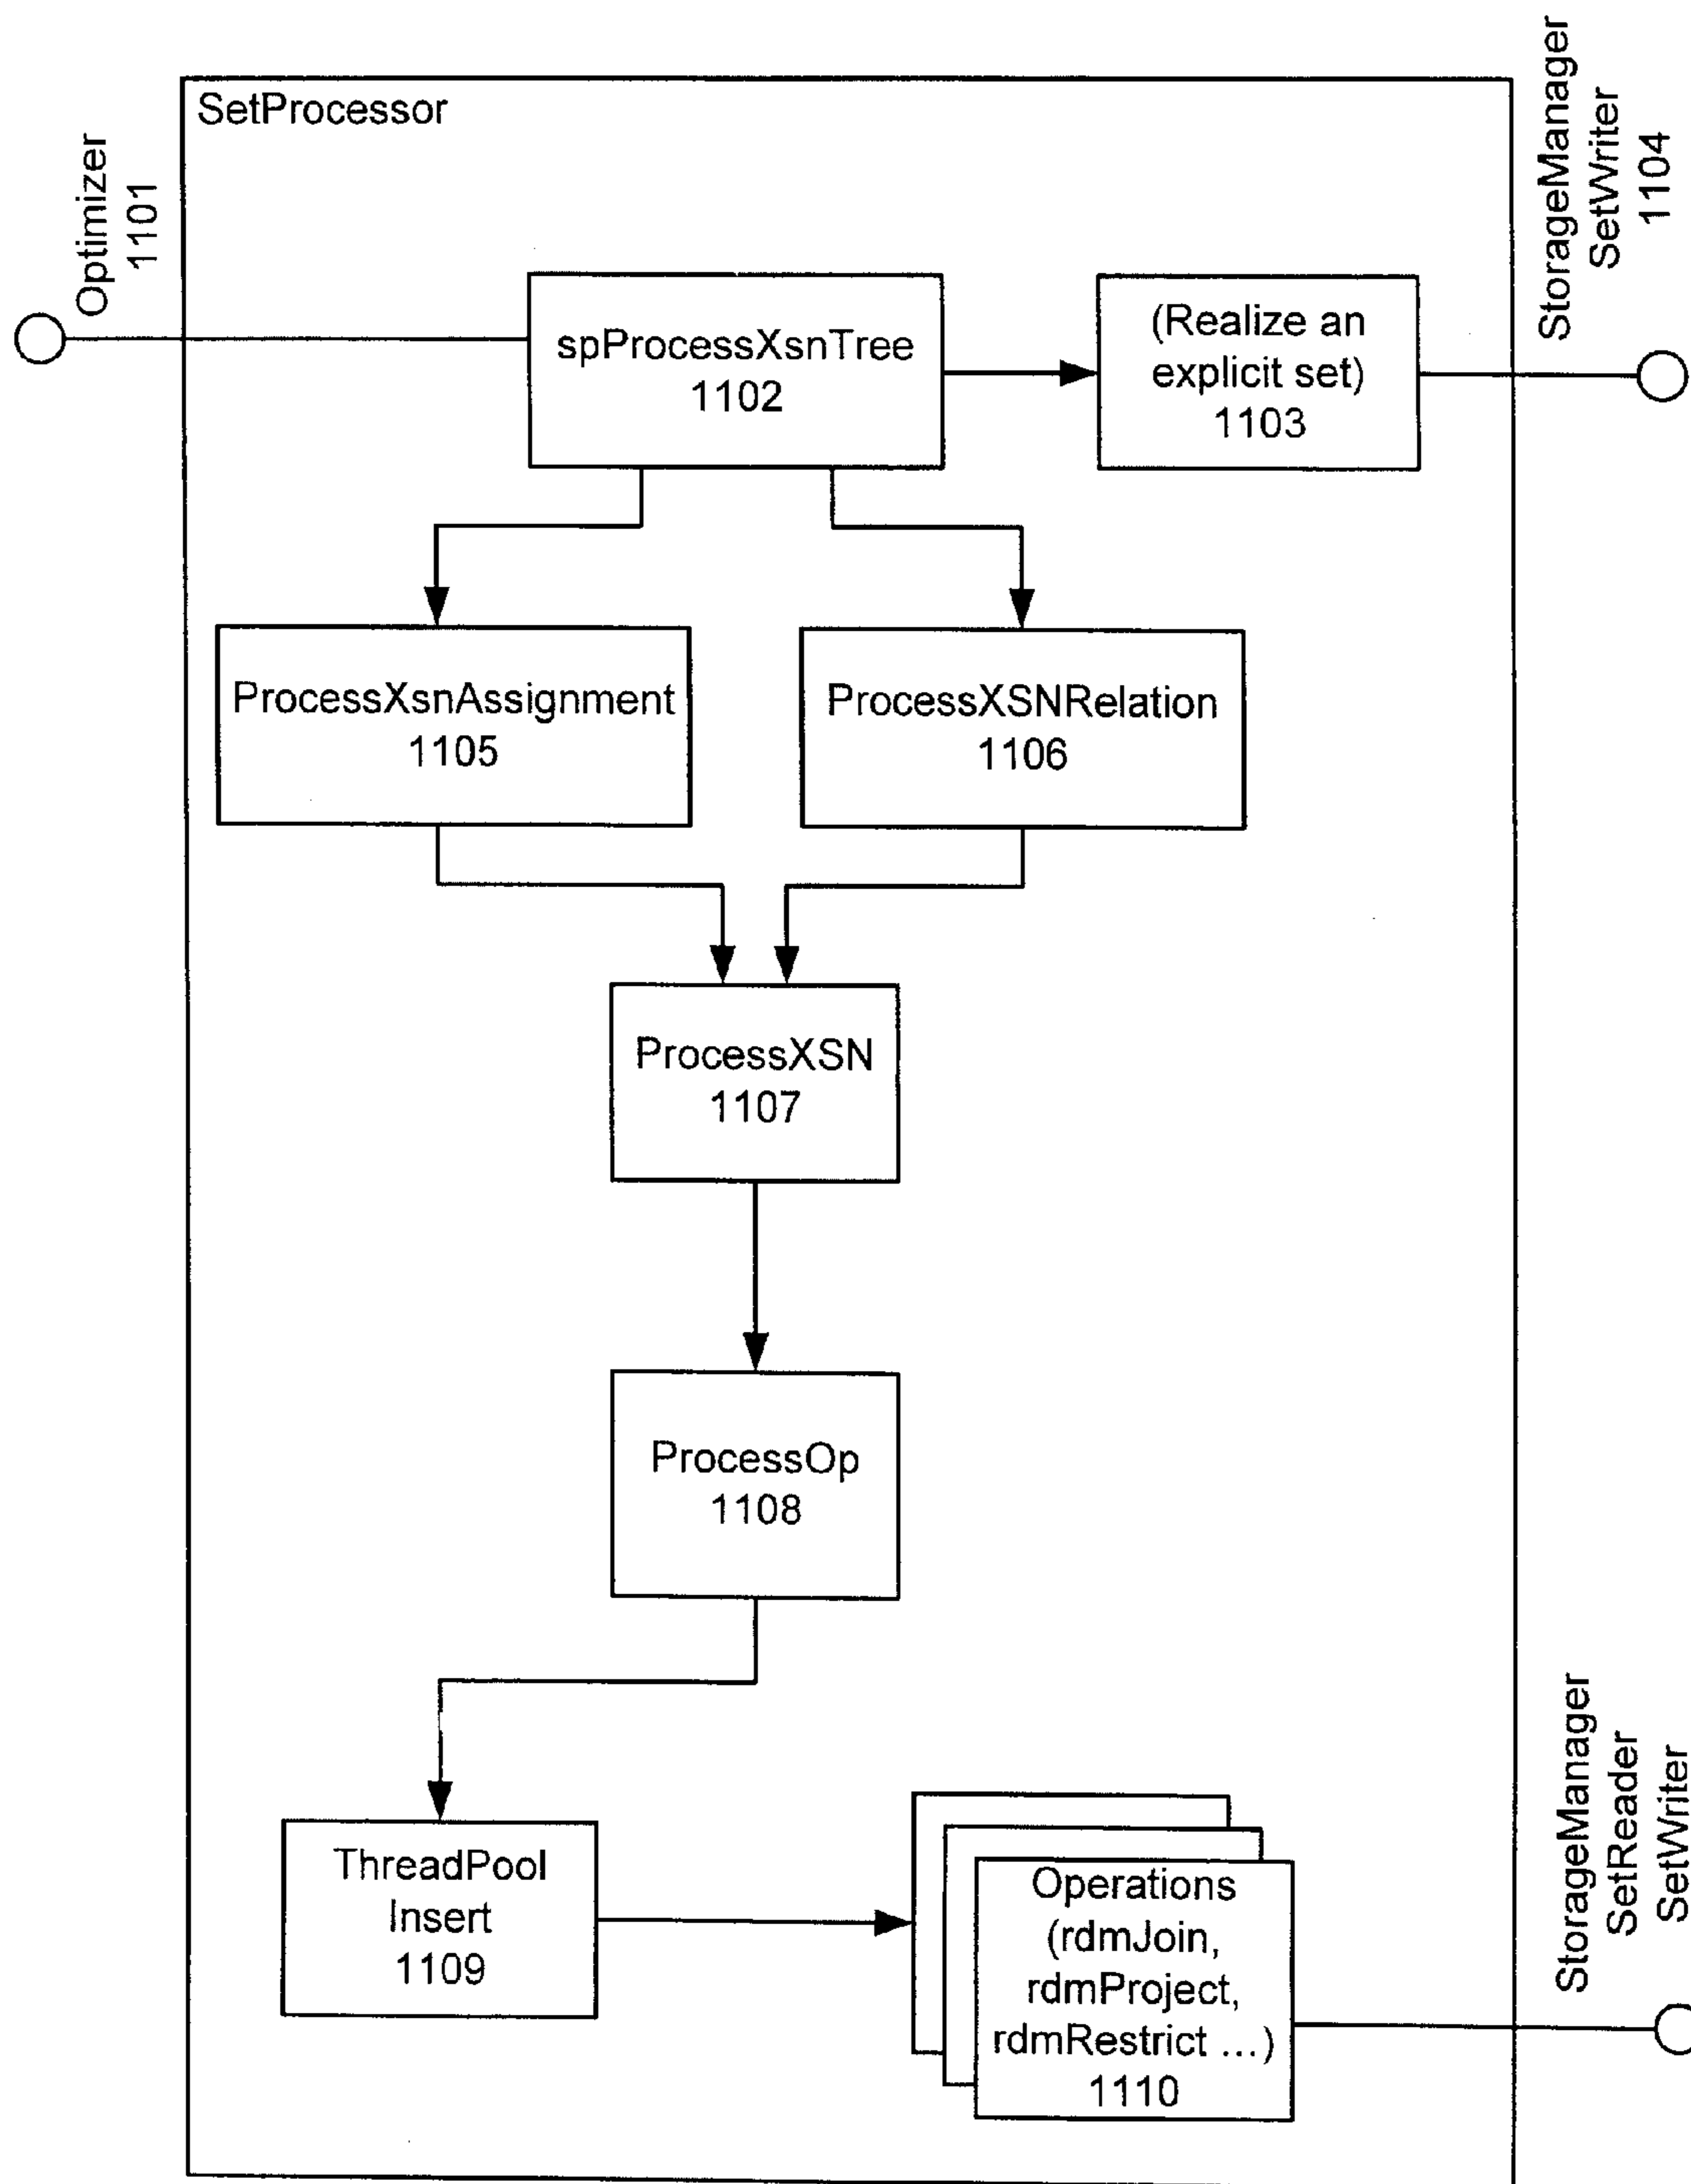 SetProcessor
Optimizer
1101
StorageManager
SetWriter
1104
spProcessXsnTree
1102
(Realize an
explicit set)
1103
ProcessXsnAssignment
1105
ProcessXSNRelation
1106
ProcessXSN
1107
ProcessOp
1108
ThreadPool
Insert
1109
Operations
(rdmJoin,
rdmProject,
rdmRestrict ...)
1110
StorageManager
SetReader
SetWriter